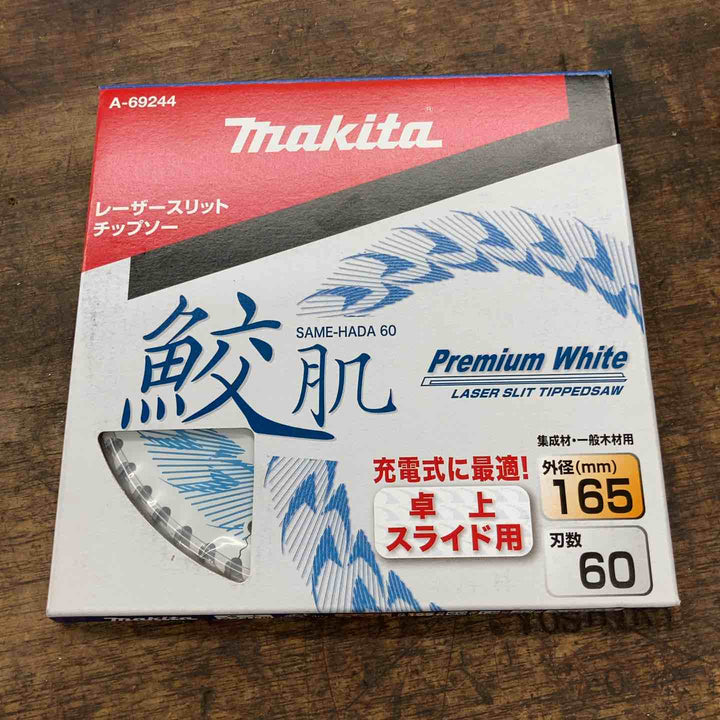 A-69244
makita®
レーザースリット
チップソー
SAME-HADA 60
鮫肌
Premium White
LASER SLIT TIPPEDSAW
集成材・一般木材用
充電式に最適!
卓上
スライド用
外径(mm)
165
刃数
60
makita